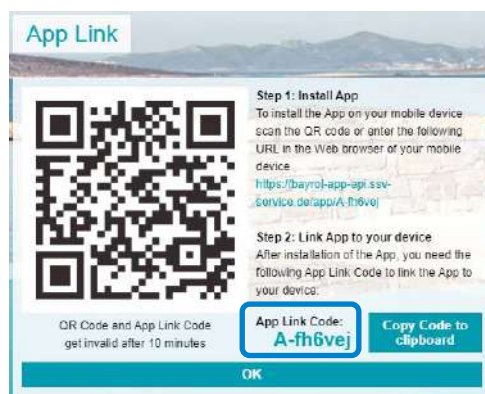 App Link
Step 1: Install App
To install the App on your mobile device
scan the QR code or enter the following
URL in the Web browser of your mobile
device
https://bayrol-app-api.ssv-
service.de/app/A-fh6vej
Step 2: Link App to your device
After installation of the App, you need the
following App Link Code to link the App to
your device:
QR Code and App Link Code
get invalid after 10 minutes
App Link Code:
A-fh6vej
Copy Code to
clipboard
OK